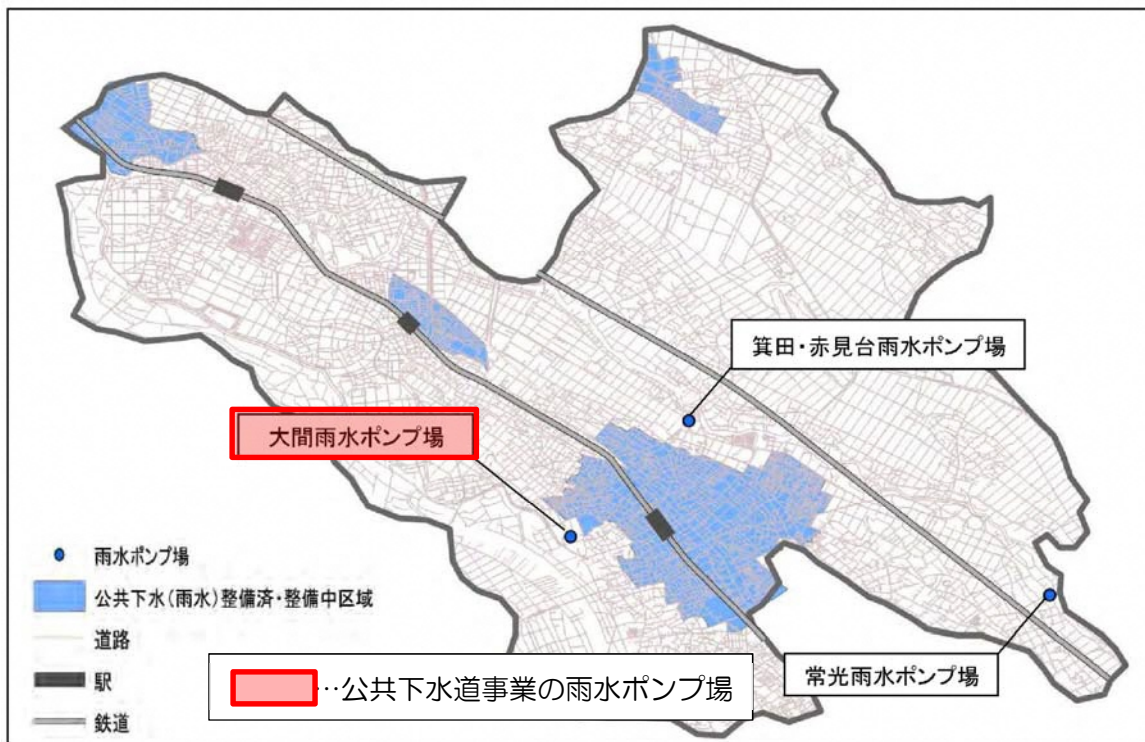 箕田・赤見台雨水ポンプ場
大間雨水ポンプ場
常光雨水ポンプ場
雨水ポンプ場
公共下水(雨水)整備済・整備中区域
道路
駅
鉄道
…公共下水道事業の雨水ポンプ場